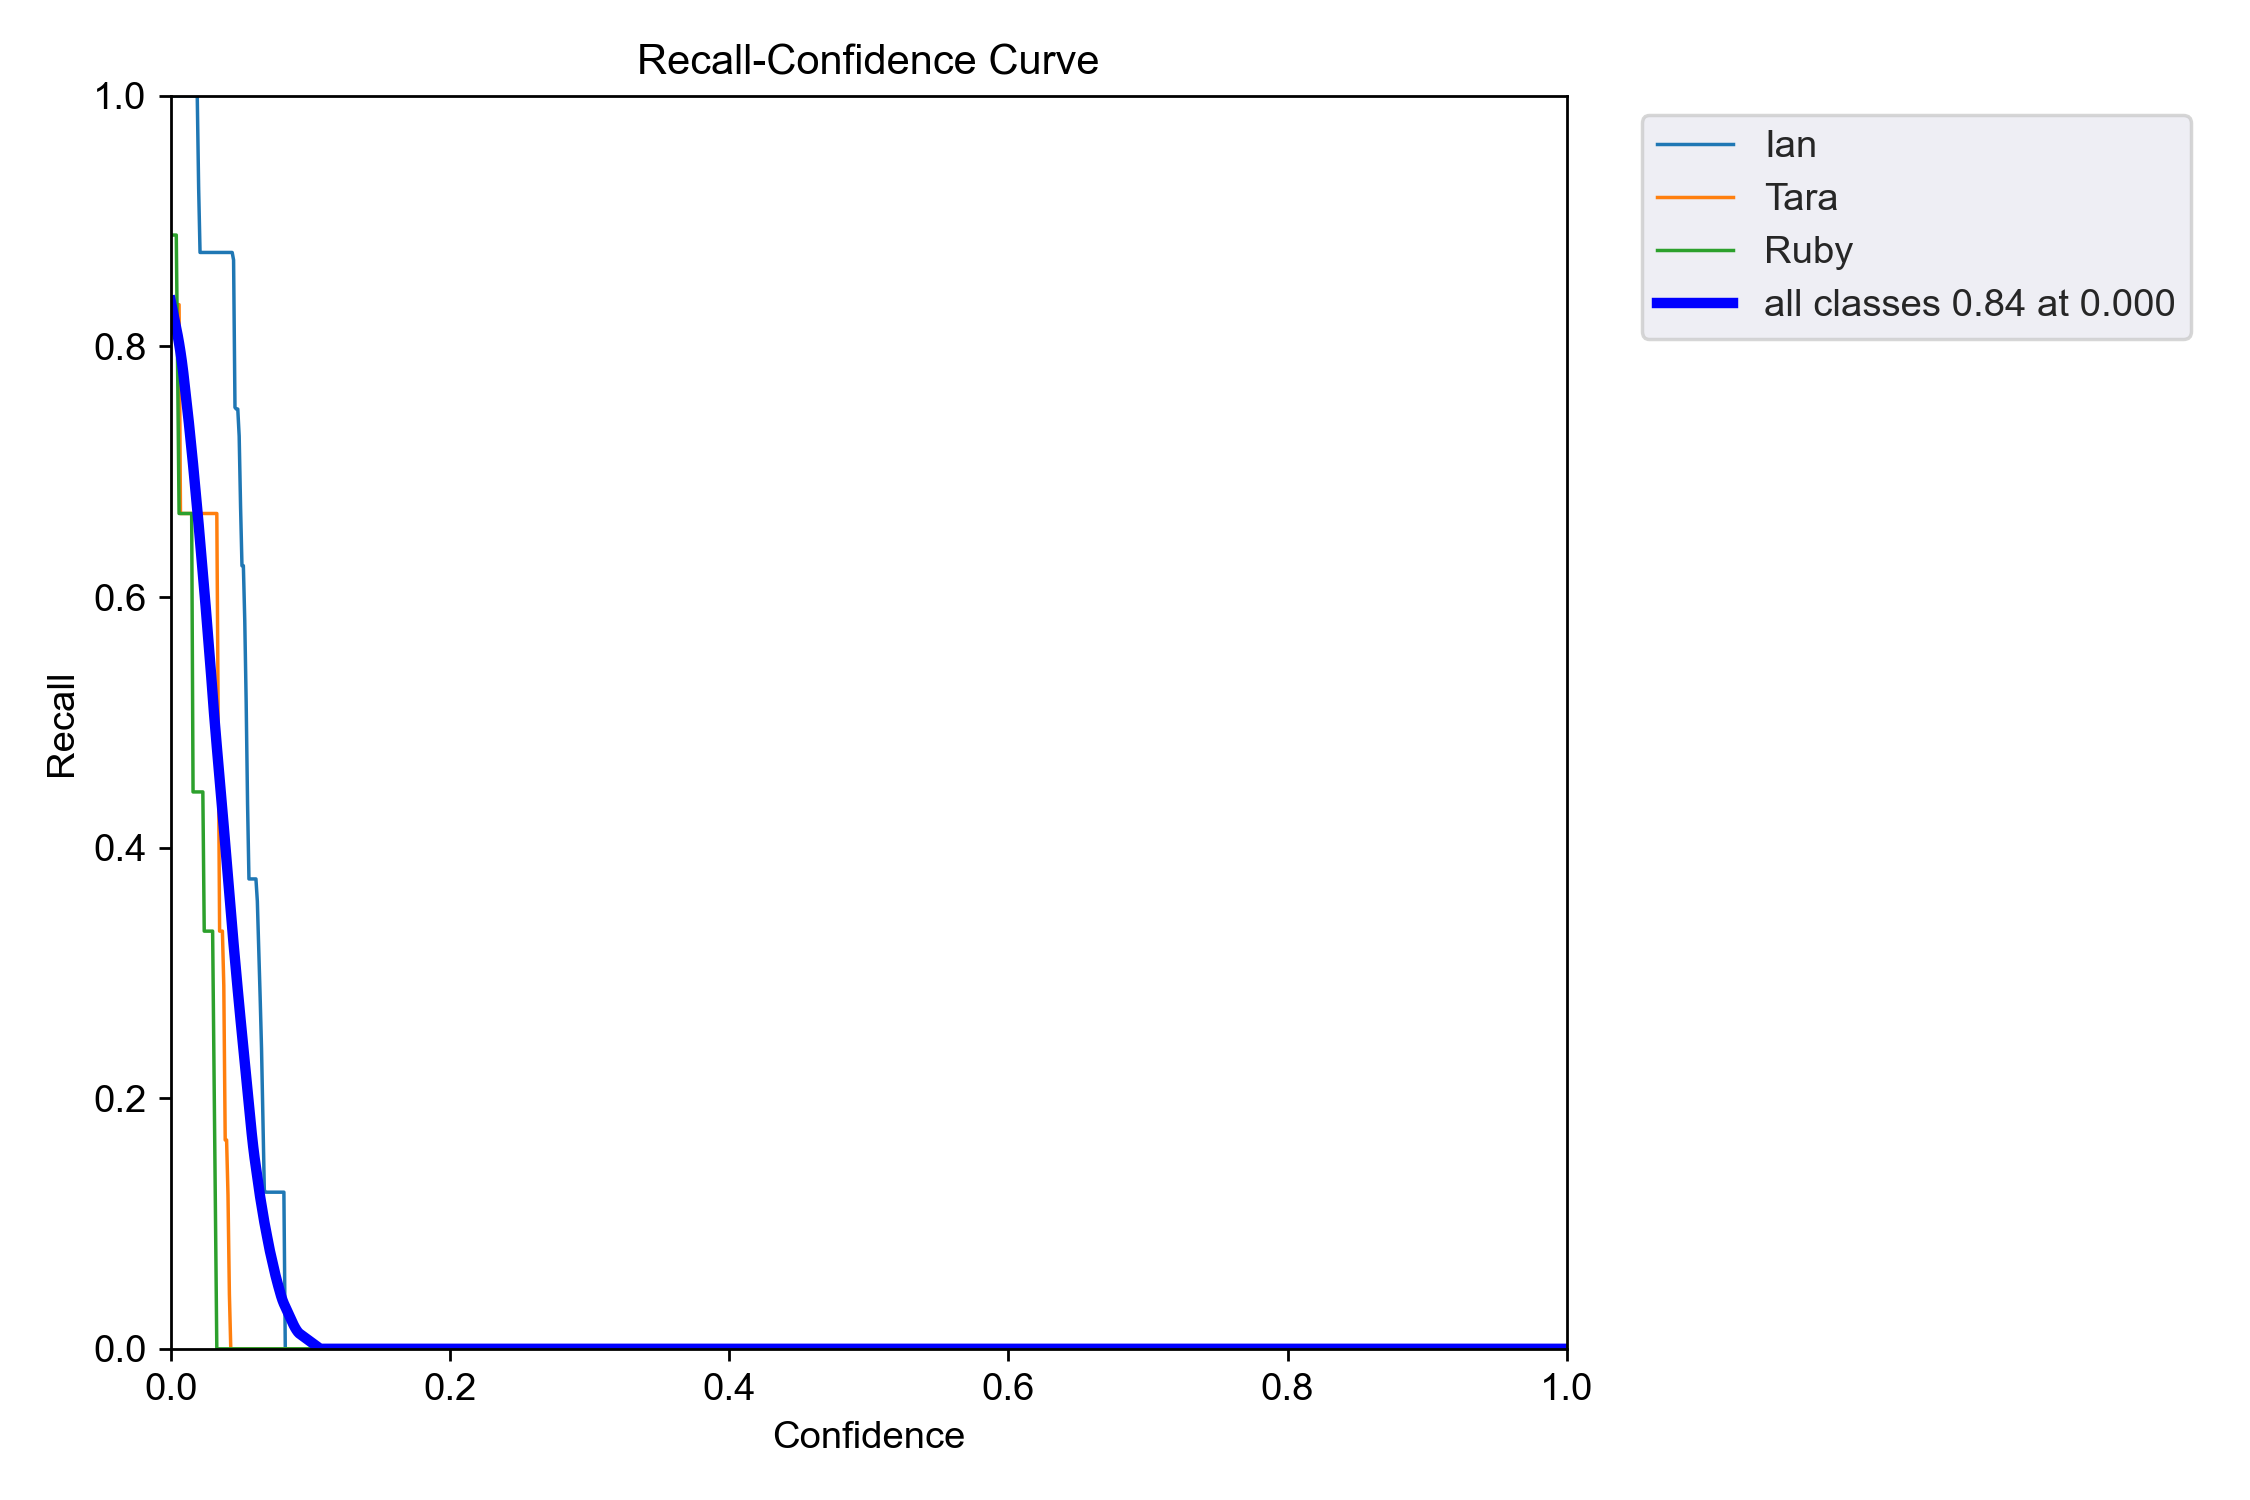 Recall-Confidence Curve
1.0
0.8
0.6
0.4
0.2
0.0
Recall
0.0 0.2 0.4 0.6 0.8 1.0
Confidence
Ian
Tara
Ruby
all classes 0.84 at 0.000